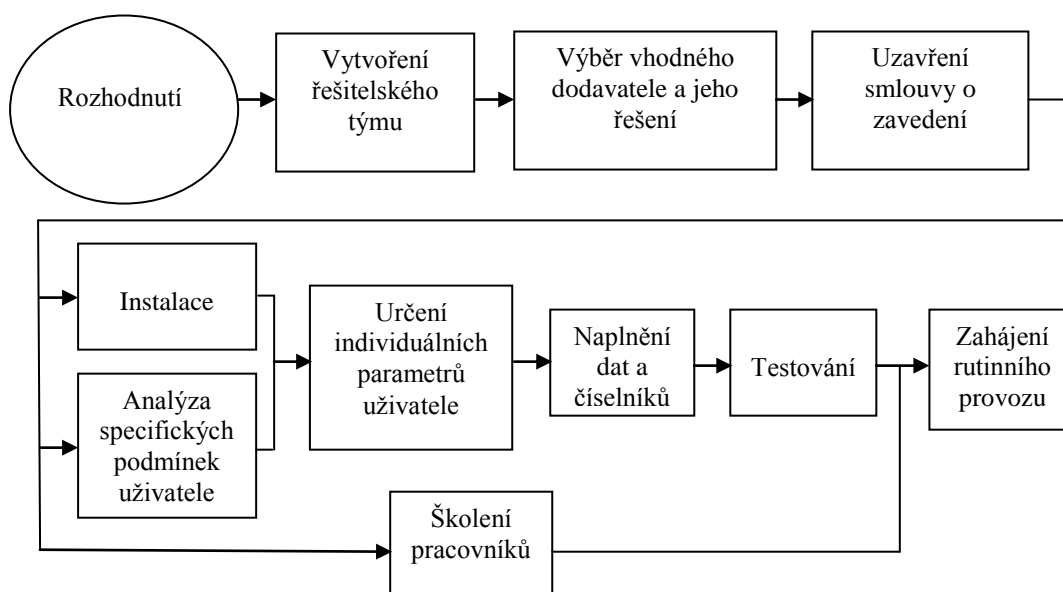 Rozhodnutí
Vytvoření
řešitelského
týmu
Výběr vhodného
dodavatele a jeho
řešení
Uzavření
smlouvy o
zavedení
Instalace
Analýza
specifických
podmínek
uživatele
Určení
individuálních
parametrů
uživatele
Naplnění
dat a
číselníků
Testování
Zahájení
rutinního
provozu
Školení
pracovníků